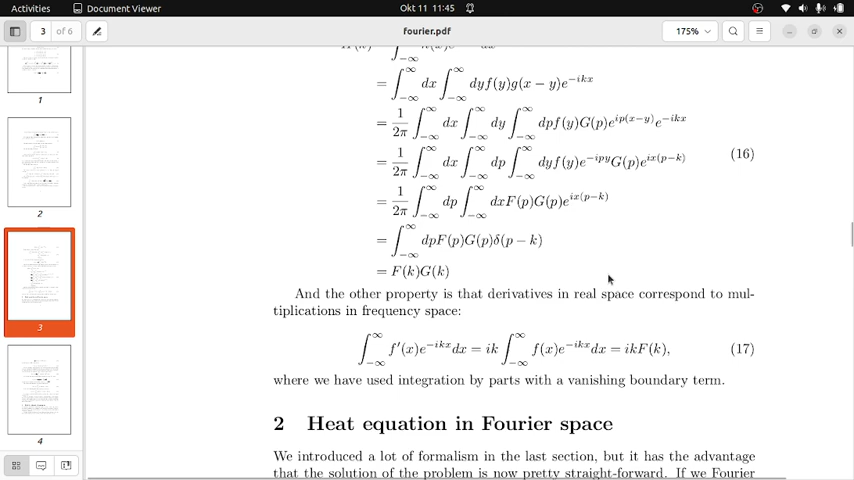 Activities Document Viewer Okt 11 11:45
3 of 6 fourier.pdf 175%
1
2
3
4
= ∫_{−∞}^{∞} dx ∫_{−∞}^{∞} dyf(y)g(x − y)e^{−ikx}
= 1/2π ∫_{−∞}^{∞} dx ∫_{−∞}^{∞} dy ∫_{−∞}^{∞} dpf(y)G(p)e^{ip(x−y)}e^{−ikx}
= 1/2π ∫_{−∞}^{∞} dx ∫_{−∞}^{∞} dp ∫_{−∞}^{∞} dyf(y)e^{−ipy}G(p)e^{ix(p−k)} (16)
= 1/2π ∫_{−∞}^{∞} dp ∫_{−∞}^{∞} dxF(p)G(p)e^{ix(p−k)}
= ∫_{−∞}^{∞} dpF(p)G(p)δ(p − k)
= F(k)G(k)
And the other property is that derivatives in real space correspond to mul-
tiplications in frequency space:
∫_{−∞}^{∞} f′(x)e^{−ikx}dx = ik ∫_{−∞}^{∞} f(x)e^{−ikx}dx = ikF(k), (17)
where we have used integration by parts with a vanishing boundary term.
2 Heat equation in Fourier space
We introduced a lot of formalism in the last section, but it has the advantage
that the solution of the problem is now pretty straight-forward. If we Fourier